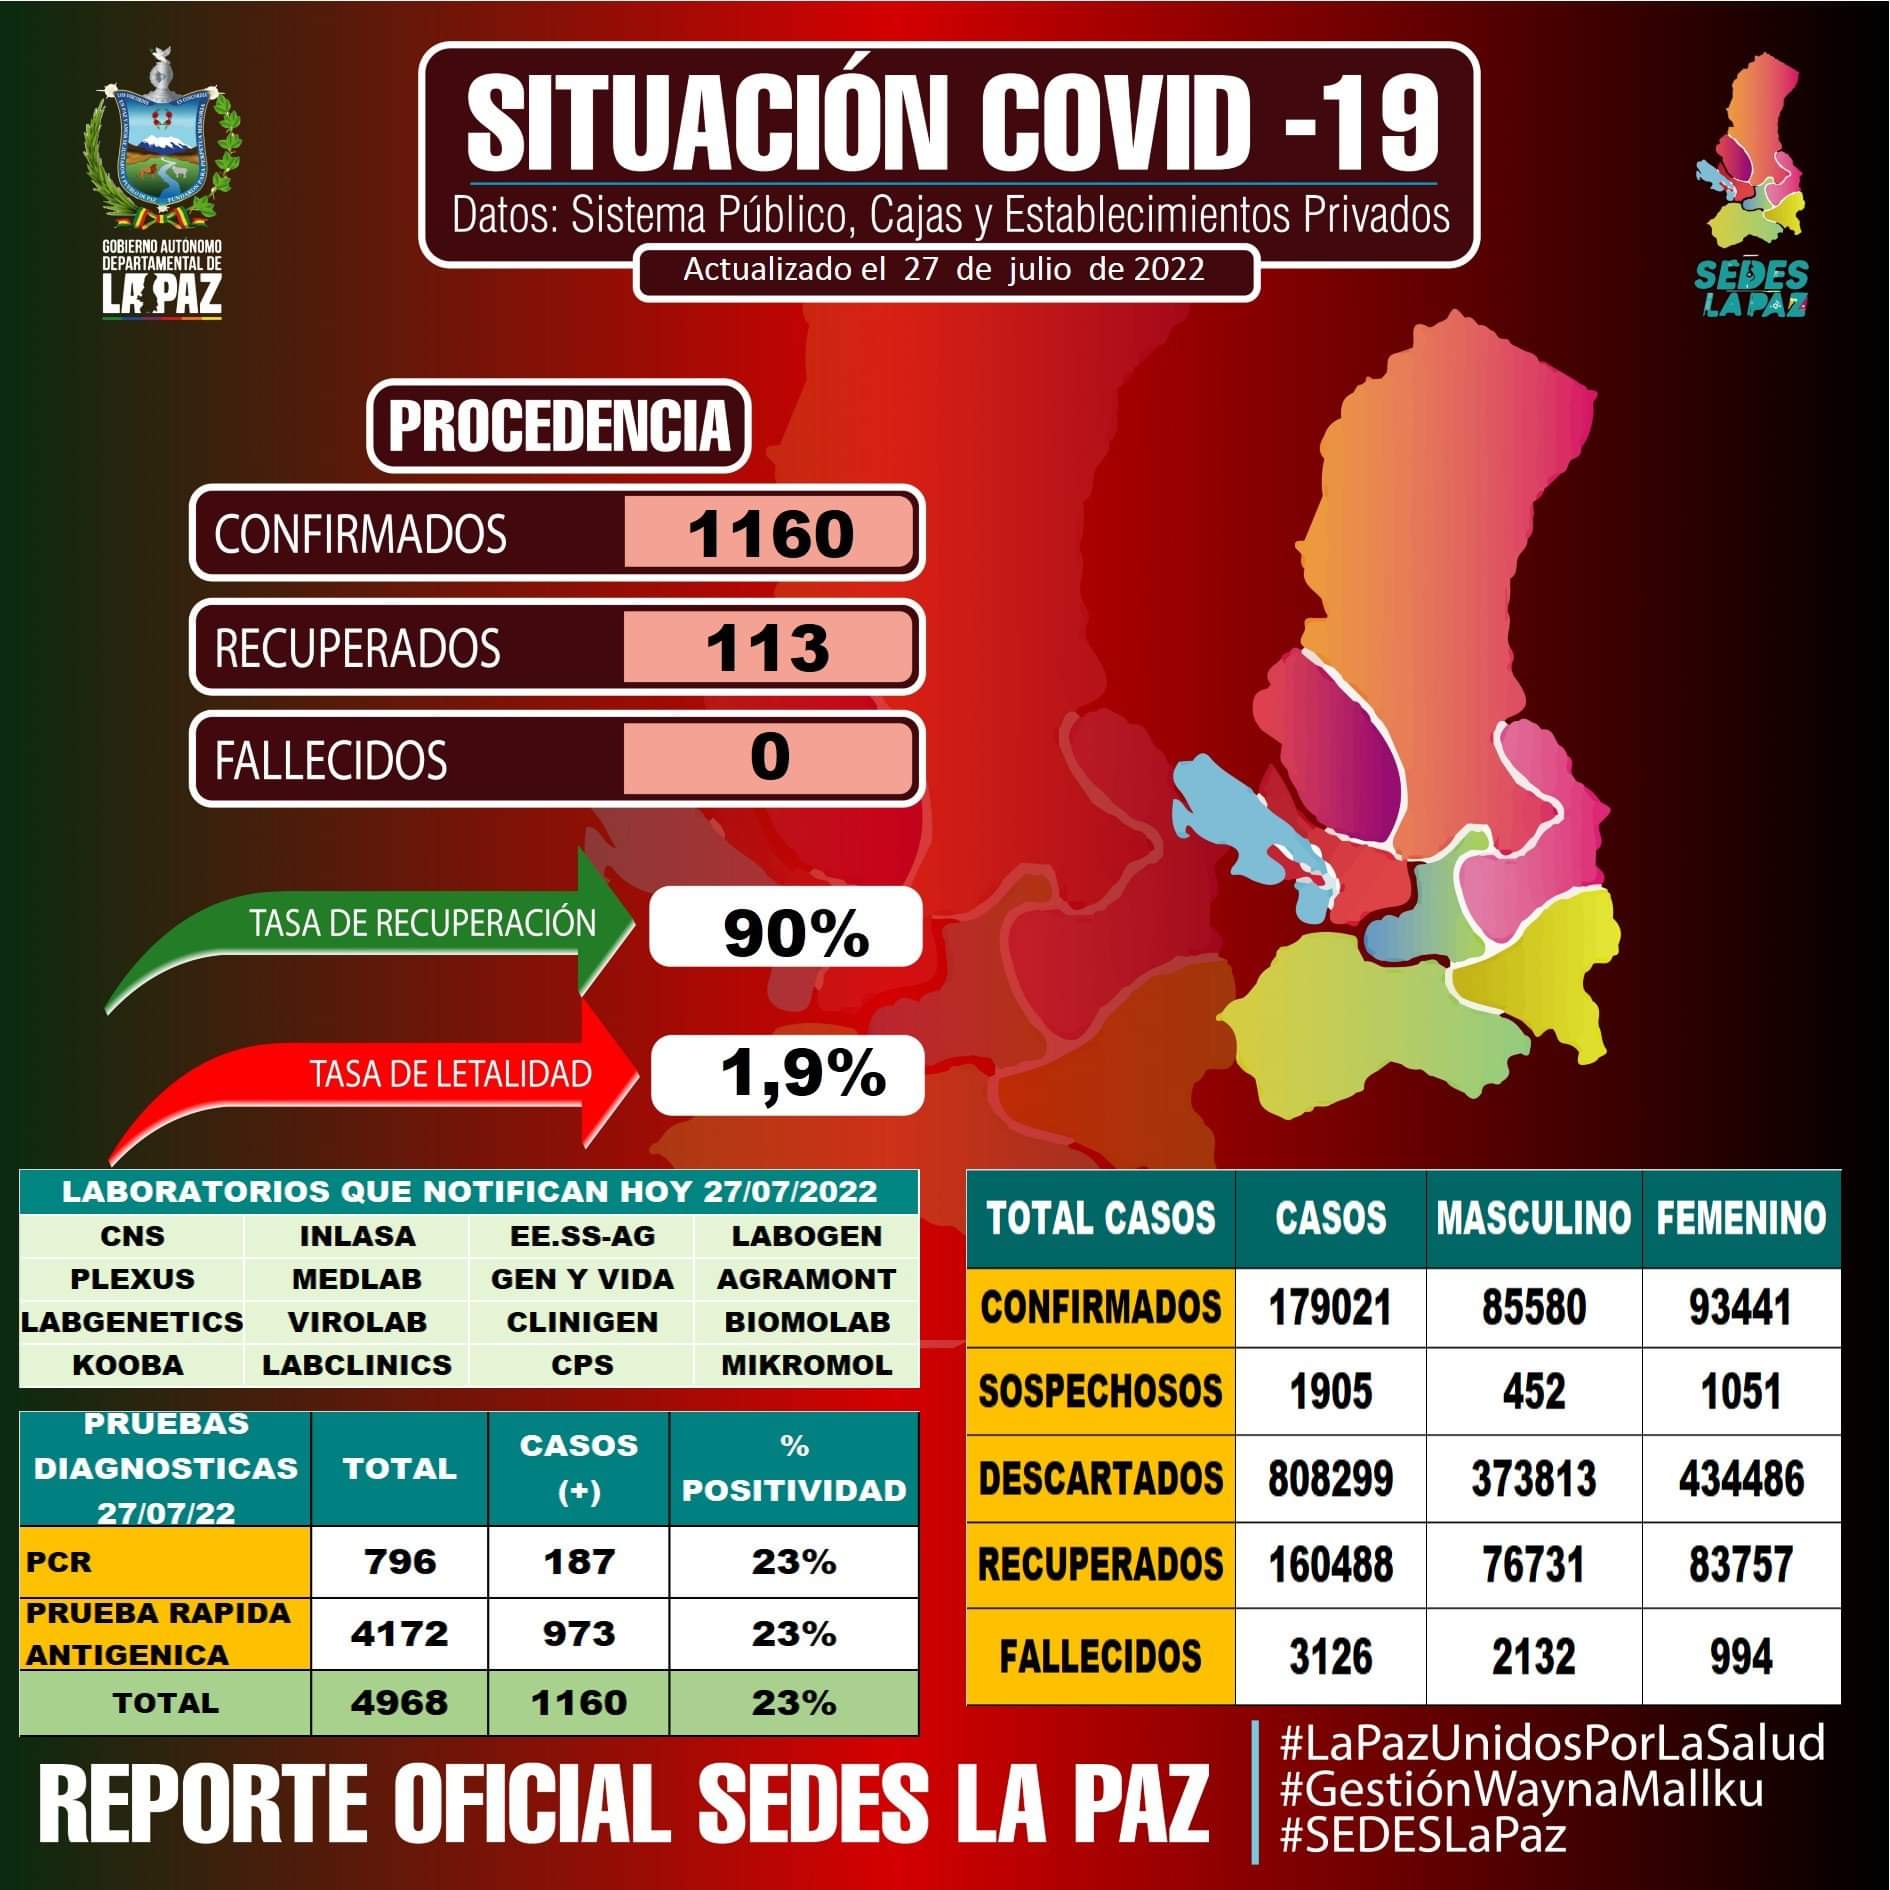 GOBIERNO AUTÓNOMO
DEPARTAMENTAL DE
LA PAZ
SITUACIÓN COVID -19
Datos: Sistema Público, Cajas y Establecimientos Privados
Actualizado el 27 de julio de 2022
SEDES
LA PAZ
PROCEDENCIA
CONFIRMADOS 1160
RECUPERADOS 113
FALLECIDOS 0
TASA DE RECUPERACIÓN 90%
TASA DE LETALIDAD 1,9%
LABORATORIOS QUE NOTIFICAN HOY 27/07/2022
CNS INLASA EE.SS-AG LABOGEN
PLEXUS MEDLAB GEN Y VIDA AGRAMONT
LABGENETICS VIROLAB CLINIGEN BIOMOLAB
KOOBA LABCLINICS CPS MIKROMOL
PRUEBAS
DIAGNOSTICAS
27/07/22
TOTAL
CASOS
(+)
%
POSITIVIDAD
PCR 796 187 23%
PRUEBA RAPIDA
ANTIGENICA
4172 973 23%
TOTAL 4968 1160 23%
TOTAL CASOS CASOS MASCULINO FEMENINO
CONFIRMADOS 179021 85580 93441
SOSPECHOSOS 1905 452 1051
DESCARTADOS 808299 373813 434486
RECUPERADOS 160488 76731 83757
FALLECIDOS 3126 2132 994
REPORTE OFICIAL SEDES LA PAZ
#LaPazUnidosPorLaSalud
#GestiónWaynaMallku
#SEDESLaPaz